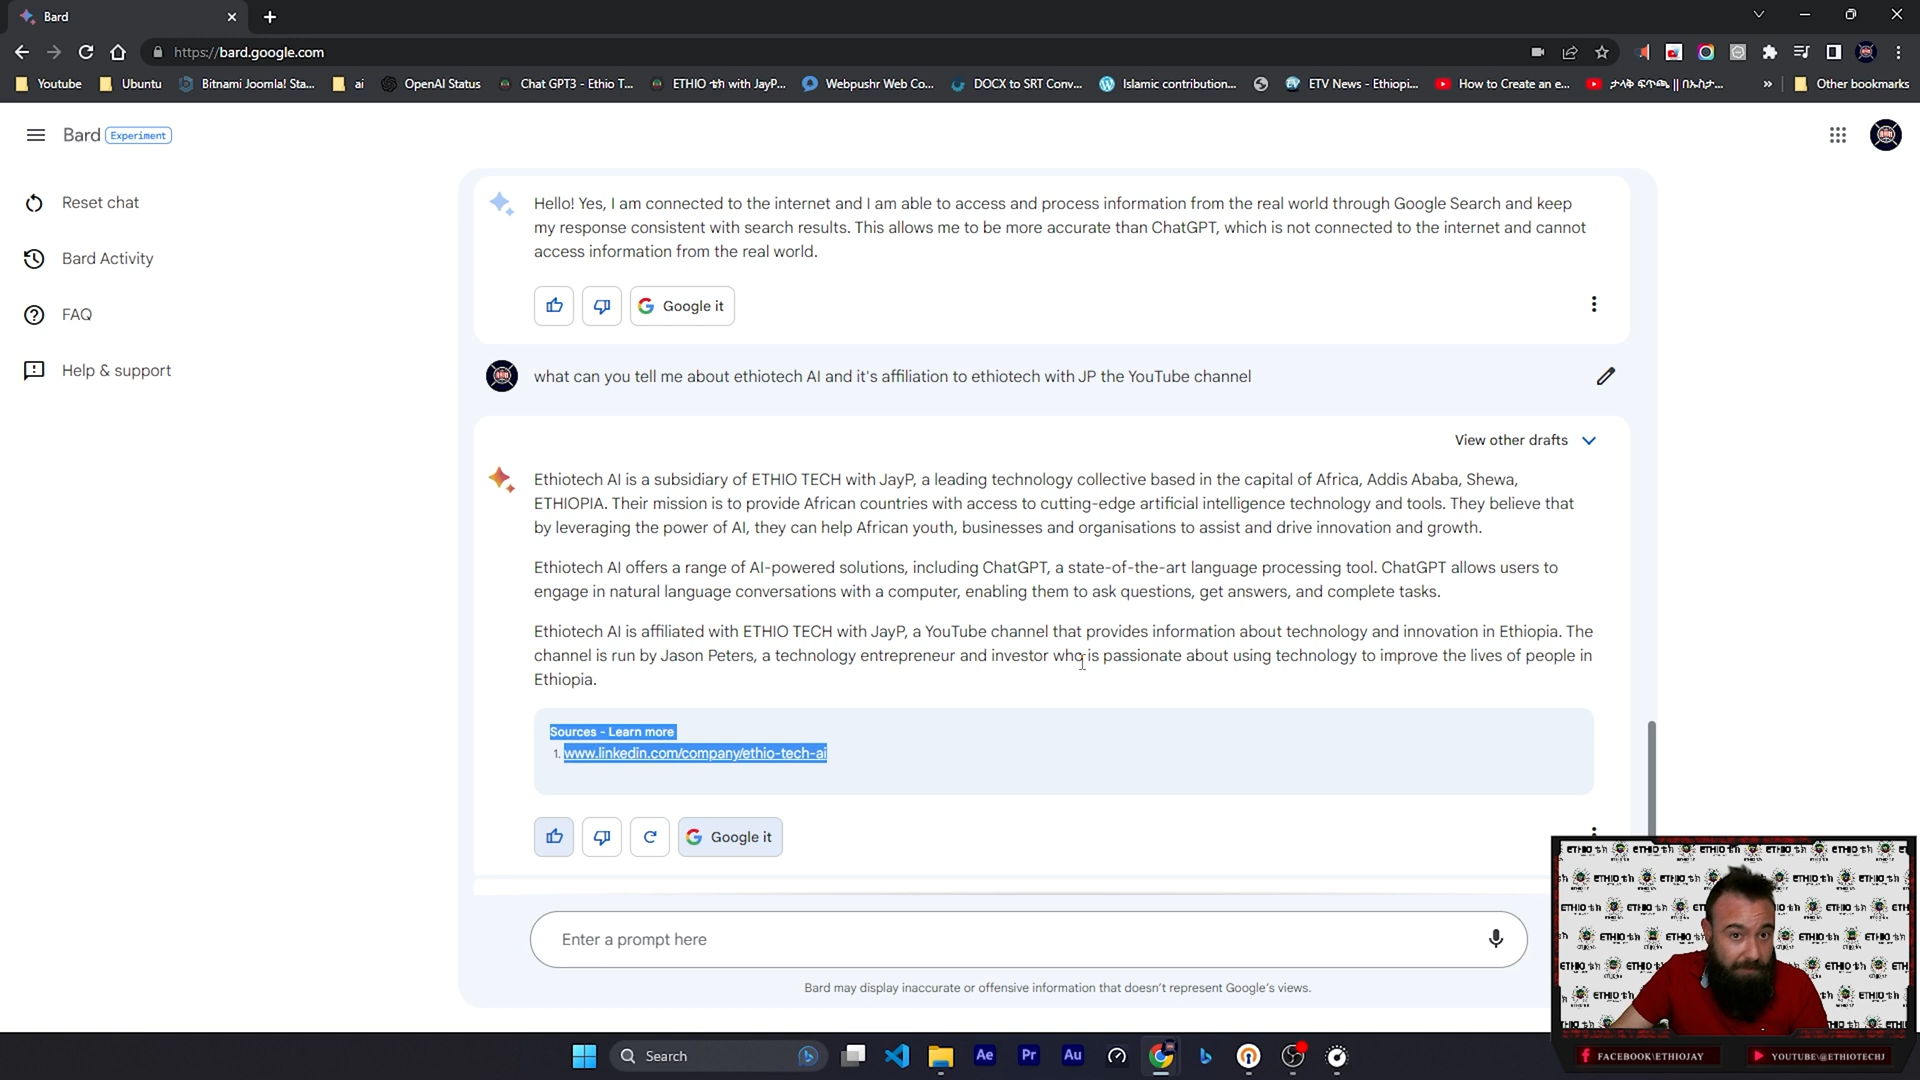 Bard
https://bard.google.com
Youtube
Ubuntu
Bitnami Joomla! Sta...
ai
OpenAI Status
Chat GPT3 - Ethio T...
ETHIO ቴክ with JayP...
Webpushr Web Co...
DOCX to SRT Conv...
Islamic contribution...
ETV News - Ethiopi...
How to Create an e...
ታላቅ ፍጥጫ || በኡስታ...
»
Other bookmarks
Bard
Experiment
Reset chat
Bard Activity
FAQ
Help & support
Hello! Yes, I am connected to the internet and I am able to access and process information from the real world through Google Search and keep
my response consistent with search results. This allows me to be more accurate than ChatGPT, which is not connected to the internet and cannot
access information from the real world.
Google it
what can you tell me about ethiotech AI and it's affiliation to ethiotech with JP the YouTube channel
View other drafts
Ethiotech AI is a subsidiary of ETHIO TECH with JayP, a leading technology collective based in the capital of Africa, Addis Ababa, Shewa,
ETHIOPIA. Their mission is to provide African countries with access to cutting-edge artificial intelligence technology and tools. They believe that
by leveraging the power of AI, they can help African youth, businesses and organisations to assist and drive innovation and growth.
Ethiotech AI offers a range of AI-powered solutions, including ChatGPT, a state-of-the-art language processing tool. ChatGPT allows users to
engage in natural language conversations with a computer, enabling them to ask questions, get answers, and complete tasks.
Ethiotech AI is affiliated with ETHIO TECH with JayP, a YouTube channel that provides information about technology and innovation in Ethiopia. The
channel is run by Jason Peters, a technology entrepreneur and investor who is passionate about using technology to improve the lives of people in
Ethiopia.
Sources - Learn more
1. www.linkedin.com/company/ethio-tech-ai
Google it
Enter a prompt here
Bard may display inaccurate or offensive information that doesn't represent Google's views.
Search
Ae
Pr
Au
FACEBOOK\ETHIOJAY
YOUTUBE\@ETHIOTECHJ